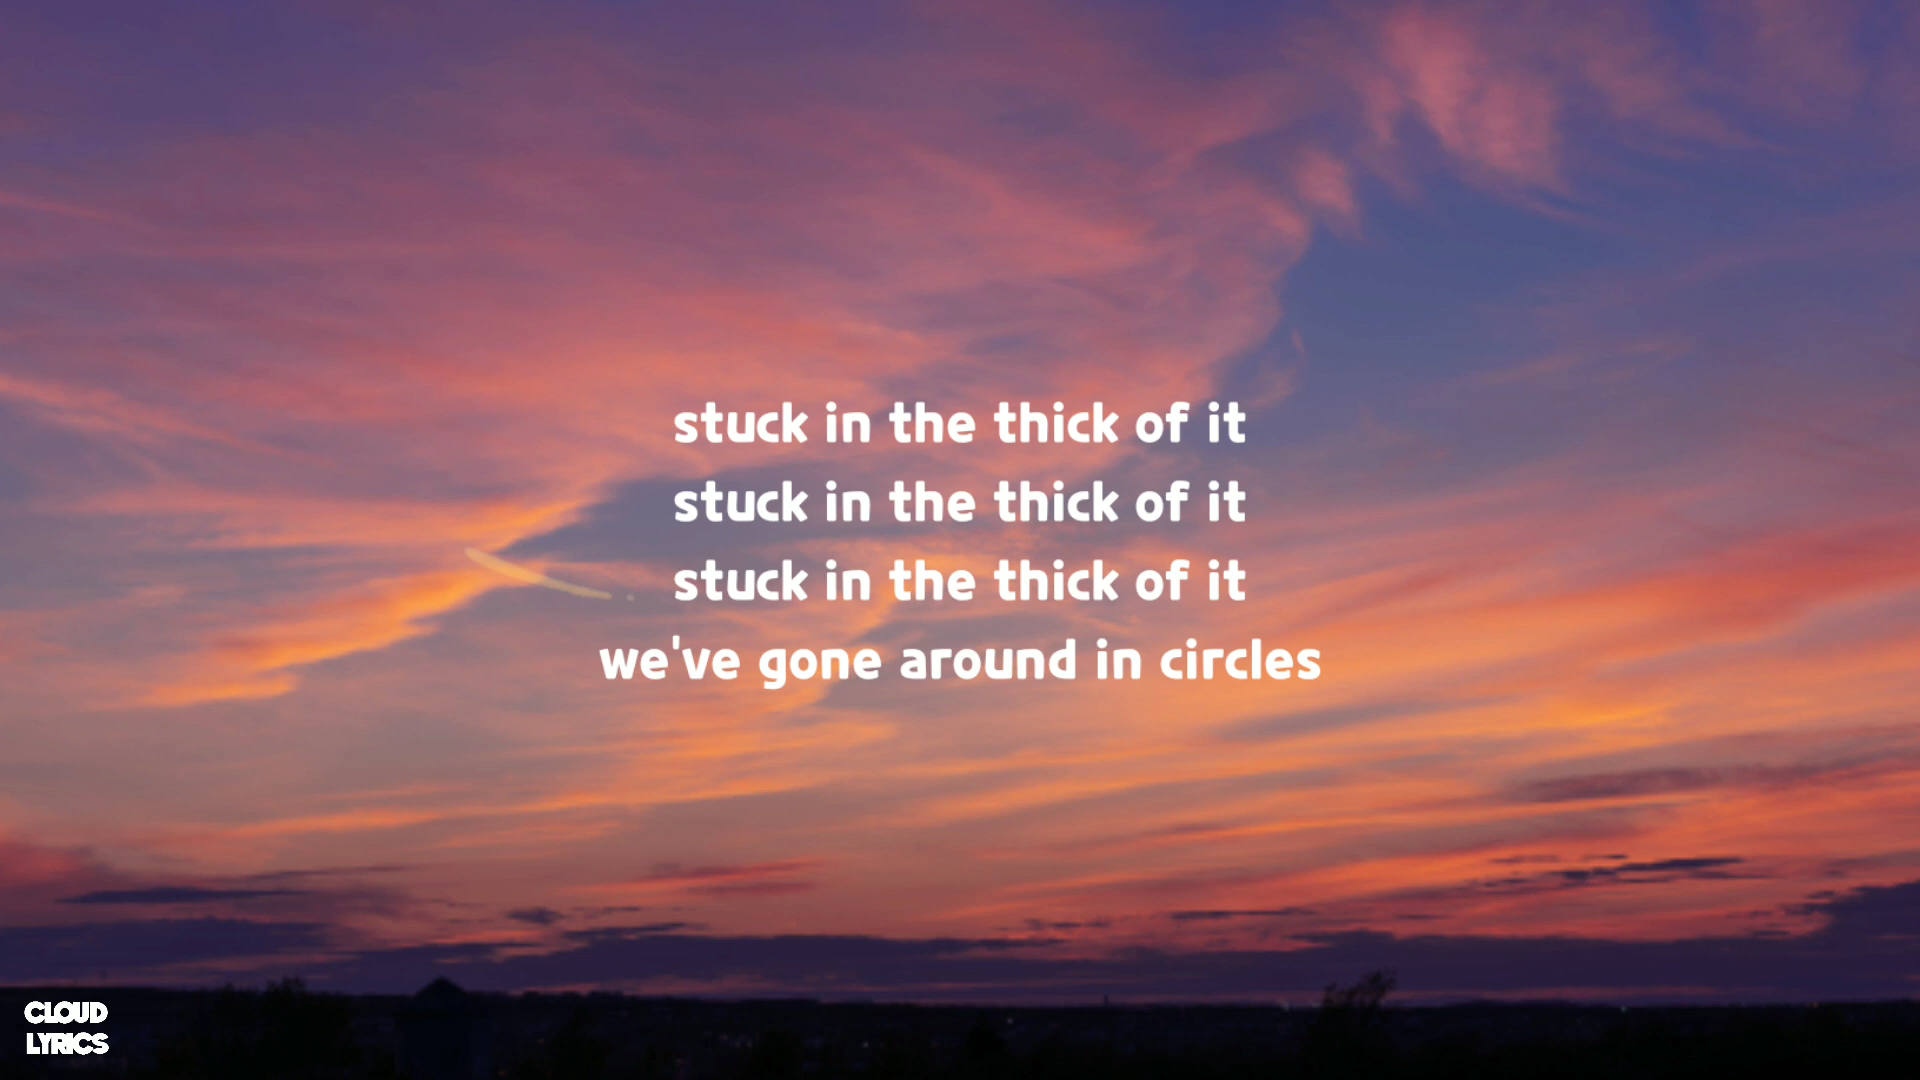 stuck in the thick of it
stuck in the thick of it
stuck in the thick of it
we've gone around in circles
CLOUD
LYRICS